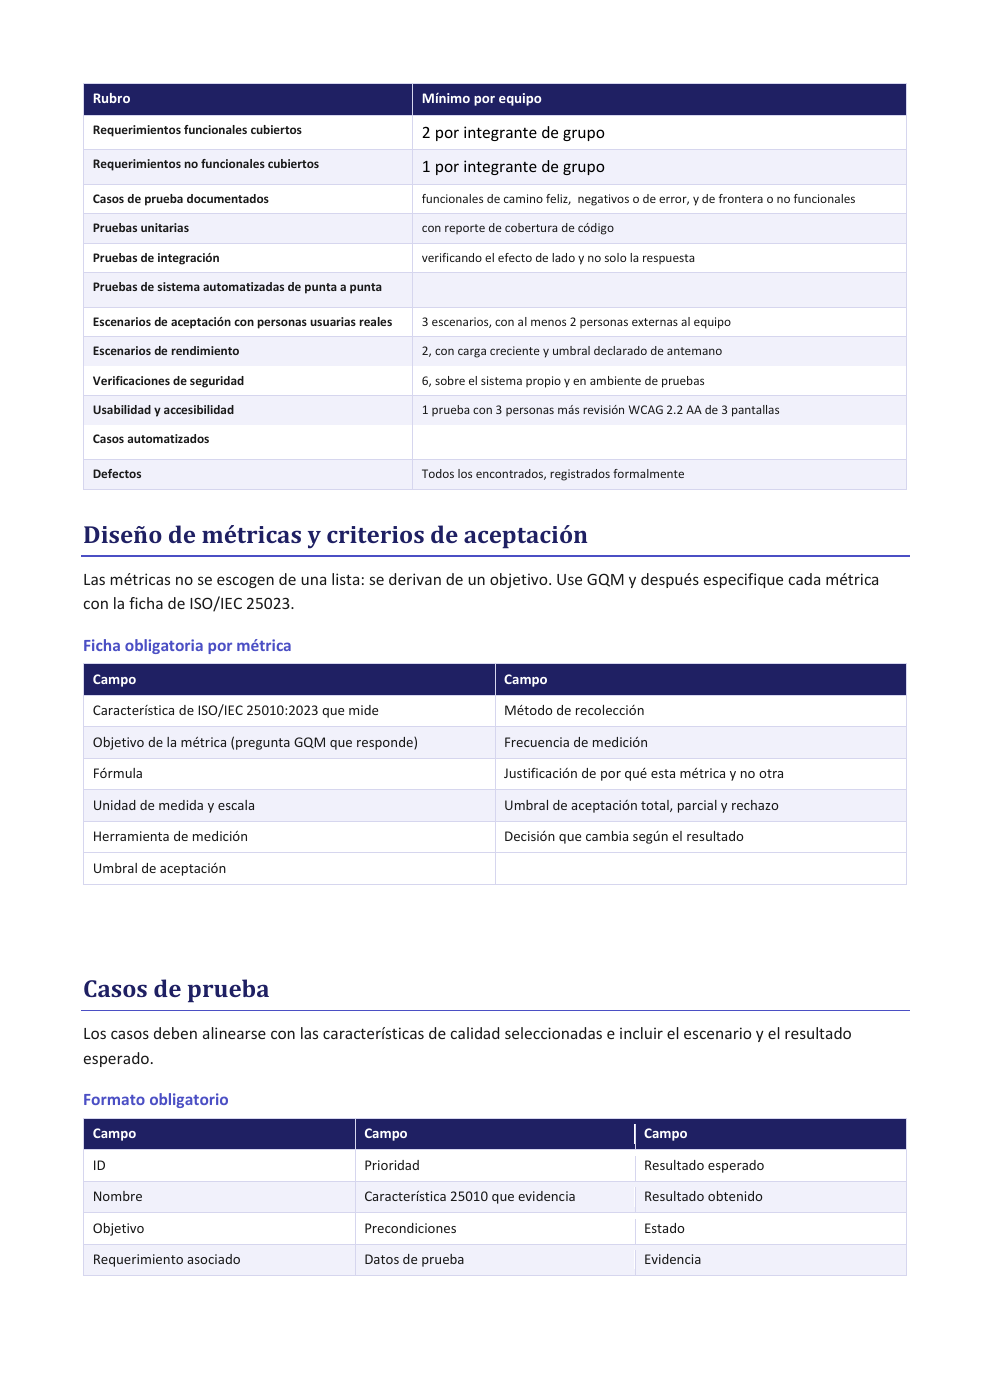 Rubro Mínimo por equipo
Requerimientos funcionales cubiertos 2 por integrante de grupo
Requerimientos no funcionales cubiertos 1 por integrante de grupo
Casos de prueba documentados funcionales de camino feliz, negativos o de error, y de frontera o no funcionales
Pruebas unitarias con reporte de cobertura de código
Pruebas de integración verificando el efecto de lado y no solo la respuesta
Pruebas de sistema automatizadas de punta a punta
Escenarios de aceptación con personas usuarias reales 3 escenarios, con al menos 2 personas externas al equipo
Escenarios de rendimiento 2, con carga creciente y umbral declarado de antemano
Verificaciones de seguridad 6, sobre el sistema propio y en ambiente de pruebas
Usabilidad y accesibilidad 1 prueba con 3 personas más revisión WCAG 2.2 AA de 3 pantallas
Casos automatizados
Defectos Todos los encontrados, registrados formalmente
Diseño de métricas y criterios de aceptación
Las métricas no se escogen de una lista: se derivan de un objetivo. Use GQM y después especifique cada métrica
con la ficha de ISO/IEC 25023.
Ficha obligatoria por métrica
Campo Campo
Característica de ISO/IEC 25010:2023 que mide Método de recolección
Objetivo de la métrica (pregunta GQM que responde) Frecuencia de medición
Fórmula Justificación de por qué esta métrica y no otra
Unidad de medida y escala Umbral de aceptación total, parcial y rechazo
Herramienta de medición Decisión que cambia según el resultado
Umbral de aceptación
Casos de prueba
Los casos deben alinearse con las características de calidad seleccionadas e incluir el escenario y el resultado
esperado.
Formato obligatorio
Campo Campo Campo
ID Prioridad Resultado esperado
Nombre Característica 25010 que evidencia Resultado obtenido
Objetivo Precondiciones Estado
Requerimiento asociado Datos de prueba Evidencia